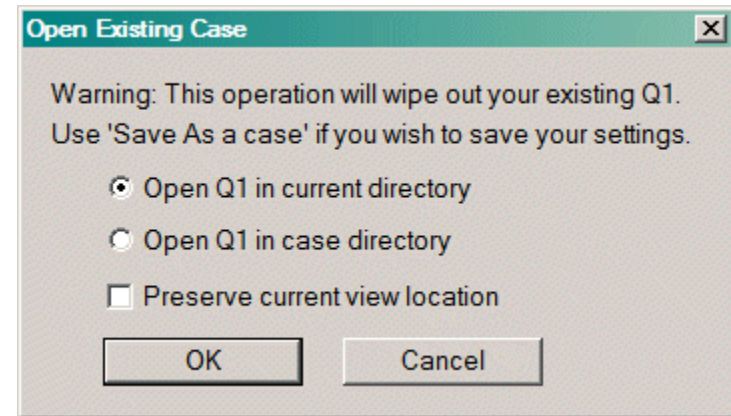 Open Existing Case
Warning: This operation will wipe out your existing Q1.
Use 'Save As a case' if you wish to save your settings.
Open Q1 in current directory
Open Q1 in case directory
Preserve current view location
OK Cancel